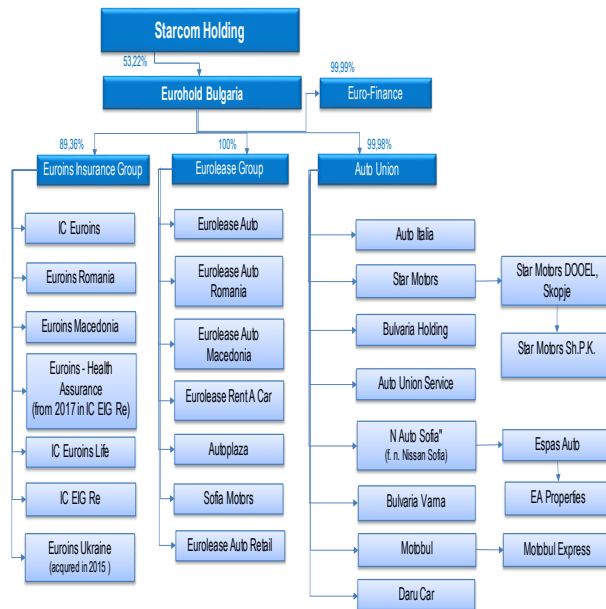 Starcom Holding
53,22%
99,99%
Eurohold Bulgaria
Euro-Finance
89,36%
100%
99,98%
Euroins Insurance Group
Eurolease Group
Auto Union
IC Euroins
Euroins Romania
Euroins Macedonia
Euroins - Health
Assurance
(from 2017 in IC EIG Re)
IC Euroins Life
IC EIG Re
Euroins Ukraine
(acqured in 2015 )
Eurolease Auto
Eurolease Auto
Romania
Eurolease Auto
Macedonia
Eurolease Rent A Car
Autoplaza
Sofia Motors
Eurolease Auto Retail
Auto Italia
Star Motors
Star Motors DOOEL,
Skopje
Star Motors Sh.P.K.
Bulvaria Holding
Auto Union Service
N Auto Sofia"
(f. n. Nissan Sofia)
Espas Auto
EA Properties
Bulvaria Varna
Motobul
Motobul Express
Daru Car